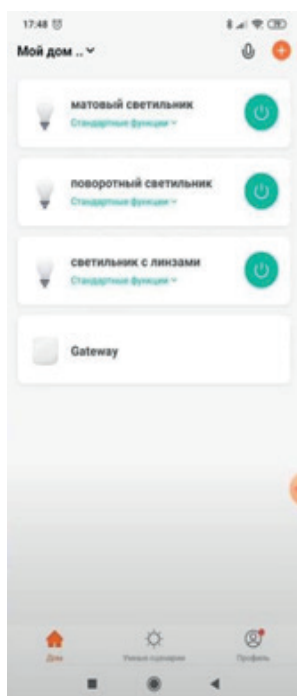 17:48
Мой дом ..
матовый светильник
Стандартные функции
поворотный светильник
Стандартные функции
светильник с линзами
Стандартные функции
Gateway
Дом
Умные сценарии
Профиль